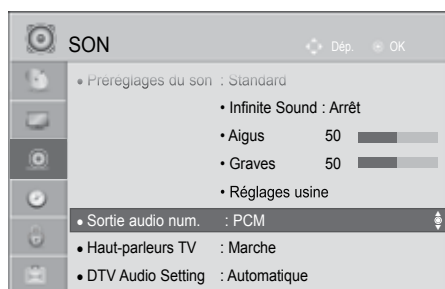 SON
Dép. OK
• Préréglages du son : Standard
• Infinite Sound : Arrêt
• Aigus 50
• Graves 50
• Réglages usine
• Sortie audio num. : PCM
• Haut-parleurs TV : Marche
• DTV Audio Setting : Automatique